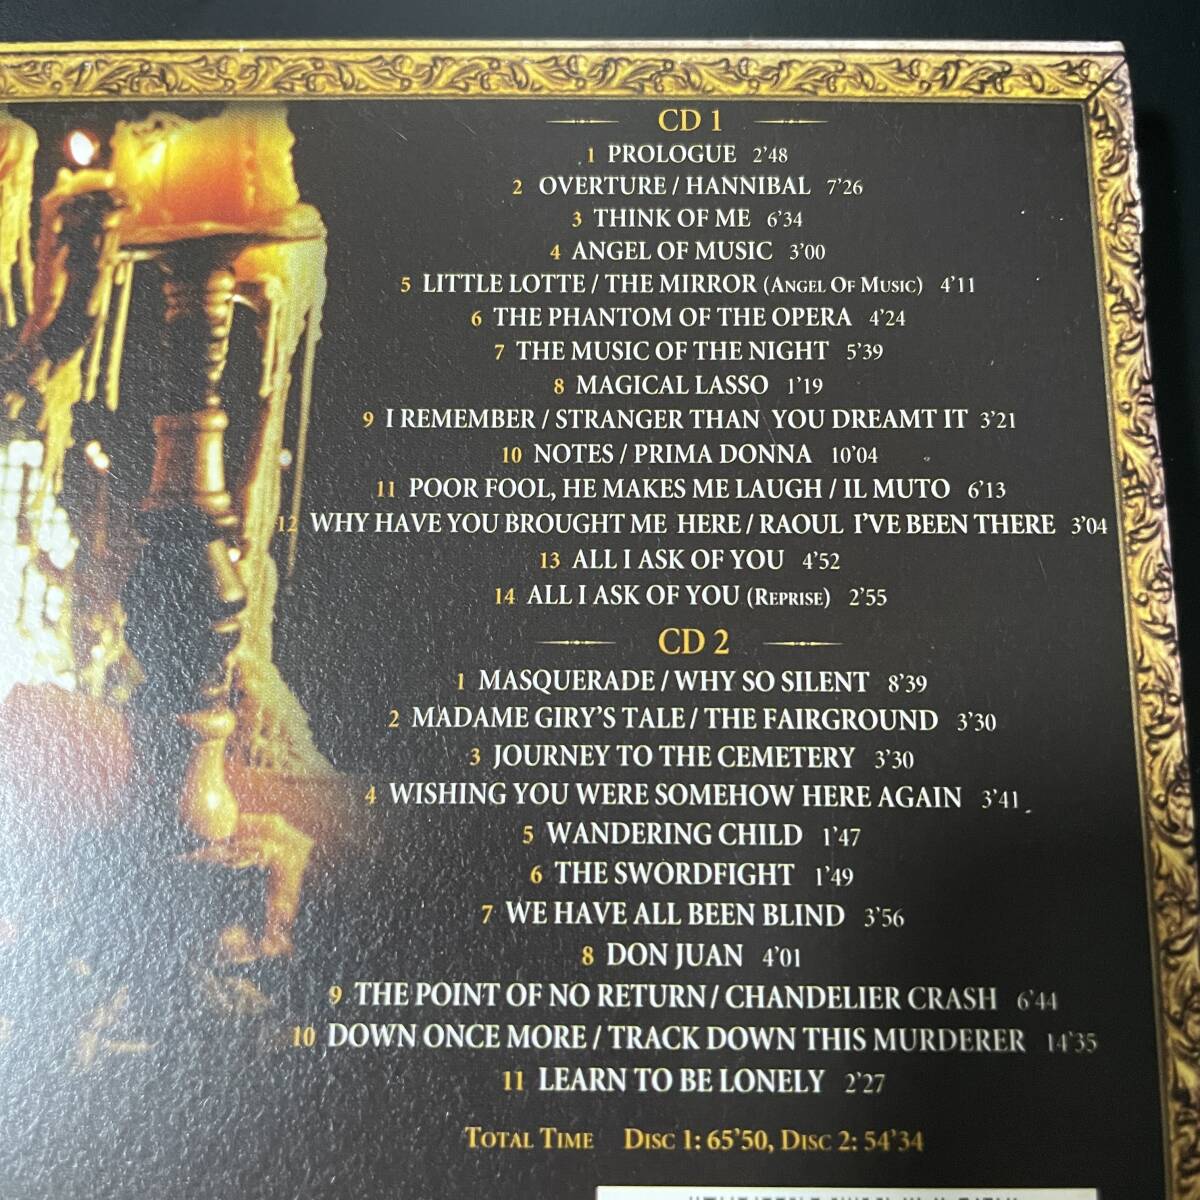 CD 1
1 PROLOGUE 2'48
2 OVERTURE / HANNIBAL 7'26
3 THINK OF ME 6'34
4 ANGEL OF MUSIC 3'00
5 LITTLE LOTTE / THE MIRROR (ANGEL OF MUSIC) 4'11
6 THE PHANTOM OF THE OPERA 4'24
7 THE MUSIC OF THE NIGHT 5'39
8 MAGICAL LASSO 1'19
9 I REMEMBER / STRANGER THAN YOU DREAMT IT 3'21
10 NOTES / PRIMA DONNA 10'04
11 POOR FOOL, HE MAKES ME LAUGH / IL MUTO 6'13
12 WHY HAVE YOU BROUGHT ME HERE / RAOUL I'VE BEEN THERE 3'04
13 ALL I ASK OF YOU 4'52
14 ALL I ASK OF YOU (REPRISE) 2'55
CD 2
1 MASQUERADE / WHY SO SILENT 8'39
2 MADAME GIRY'S TALE / THE FAIRGROUND 3'30
3 JOURNEY TO THE CEMETERY 3'30
4 WISHING YOU WERE SOMEHOW HERE AGAIN 3'41
5 WANDERING CHILD 1'47
6 THE SWORDFIGHT 1'49
7 WE HAVE ALL BEEN BLIND 3'56
8 DON JUAN 4'01
9 THE POINT OF NO RETURN / CHANDELIER CRASH 6'44
10 DOWN ONCE MORE / TRACK DOWN THIS MURDERER 14'35
11 LEARN TO BE LONELY 2'27
TOTAL TIME DISC 1: 65'50, DISC 2: 54'34